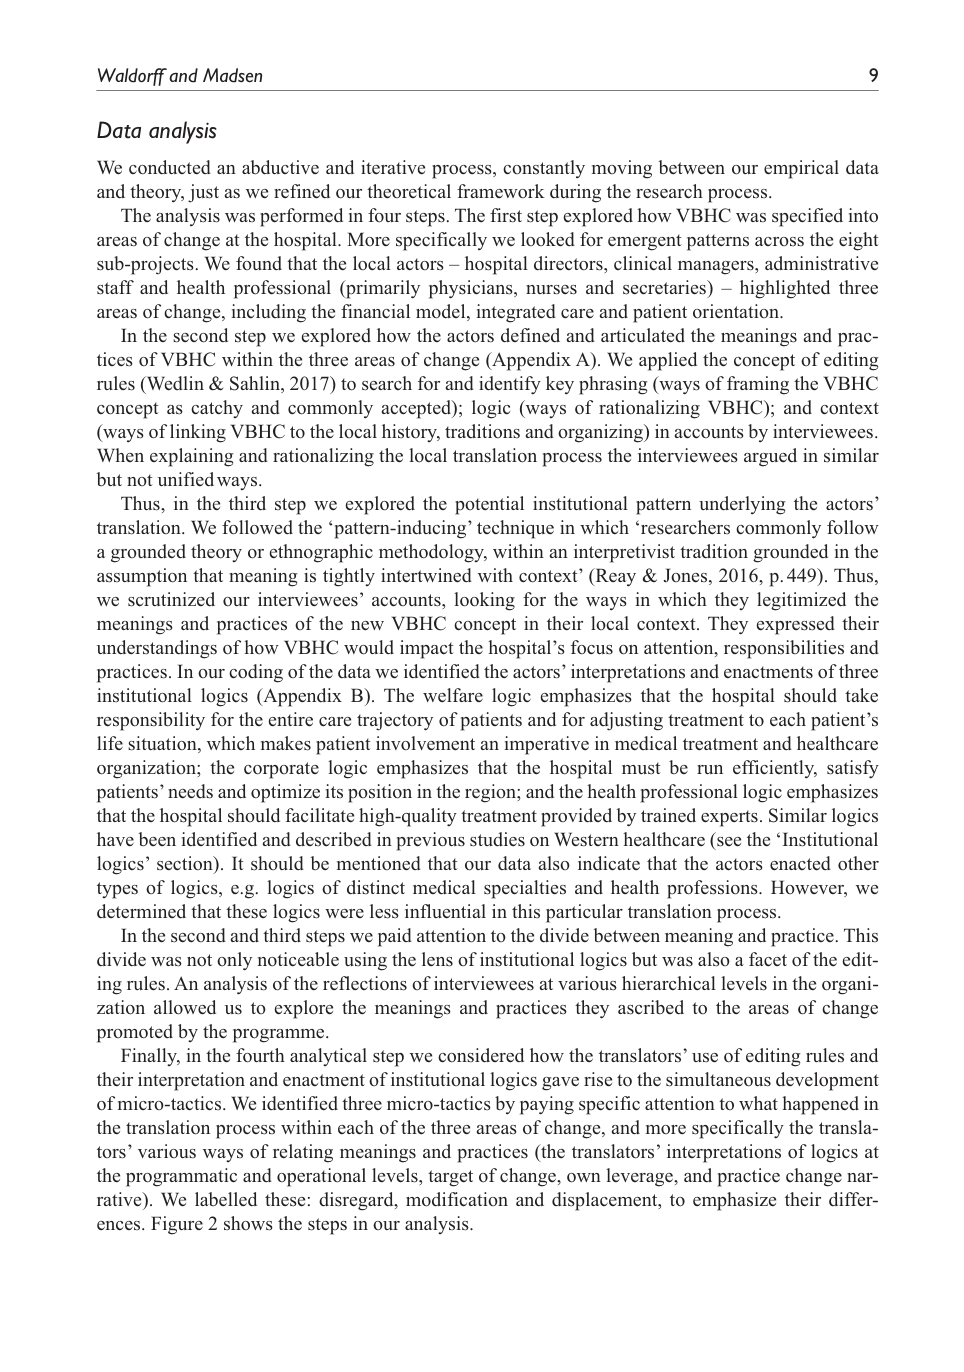 Waldorff and Madsen 9
Data analysis
We conducted an abductive and iterative process, constantly moving between our empirical data
and theory, just as we refined our theoretical framework during the research process.
The analysis was performed in four steps. The first step explored how VBHC was specified into
areas of change at the hospital. More specifically we looked for emergent patterns across the eight
sub-projects. We found that the local actors – hospital directors, clinical managers, administrative
staff and health professional (primarily physicians, nurses and secretaries) – highlighted three
areas of change, including the financial model, integrated care and patient orientation.
In the second step we explored how the actors defined and articulated the meanings and prac-
tices of VBHC within the three areas of change (Appendix A). We applied the concept of editing
rules (Wedlin & Sahlin, 2017) to search for and identify key phrasing (ways of framing the VBHC
concept as catchy and commonly accepted); logic (ways of rationalizing VBHC); and context
(ways of linking VBHC to the local history, traditions and organizing) in accounts by interviewees.
When explaining and rationalizing the local translation process the interviewees argued in similar
but not unified ways.
Thus, in the third step we explored the potential institutional pattern underlying the actors’
translation. We followed the ‘pattern-inducing’ technique in which ‘researchers commonly follow
a grounded theory or ethnographic methodology, within an interpretivist tradition grounded in the
assumption that meaning is tightly intertwined with context’ (Reay & Jones, 2016, p. 449). Thus,
we scrutinized our interviewees’ accounts, looking for the ways in which they legitimized the
meanings and practices of the new VBHC concept in their local context. They expressed their
understandings of how VBHC would impact the hospital’s focus on attention, responsibilities and
practices. In our coding of the data we identified the actors’ interpretations and enactments of three
institutional logics (Appendix B). The welfare logic emphasizes that the hospital should take
responsibility for the entire care trajectory of patients and for adjusting treatment to each patient’s
life situation, which makes patient involvement an imperative in medical treatment and healthcare
organization; the corporate logic emphasizes that the hospital must be run efficiently, satisfy
patients’ needs and optimize its position in the region; and the health professional logic emphasizes
that the hospital should facilitate high-quality treatment provided by trained experts. Similar logics
have been identified and described in previous studies on Western healthcare (see the ‘Institutional
logics’ section). It should be mentioned that our data also indicate that the actors enacted other
types of logics, e.g. logics of distinct medical specialties and health professions. However, we
determined that these logics were less influential in this particular translation process.
In the second and third steps we paid attention to the divide between meaning and practice. This
divide was not only noticeable using the lens of institutional logics but was also a facet of the edit-
ing rules. An analysis of the reflections of interviewees at various hierarchical levels in the organi-
zation allowed us to explore the meanings and practices they ascribed to the areas of change
promoted by the programme.
Finally, in the fourth analytical step we considered how the translators’ use of editing rules and
their interpretation and enactment of institutional logics gave rise to the simultaneous development
of micro-tactics. We identified three micro-tactics by paying specific attention to what happened in
the translation process within each of the three areas of change, and more specifically the transla-
tors’ various ways of relating meanings and practices (the translators’ interpretations of logics at
the programmatic and operational levels, target of change, own leverage, and practice change nar-
rative). We labelled these: disregard, modification and displacement, to emphasize their differ-
ences. Figure 2 shows the steps in our analysis.